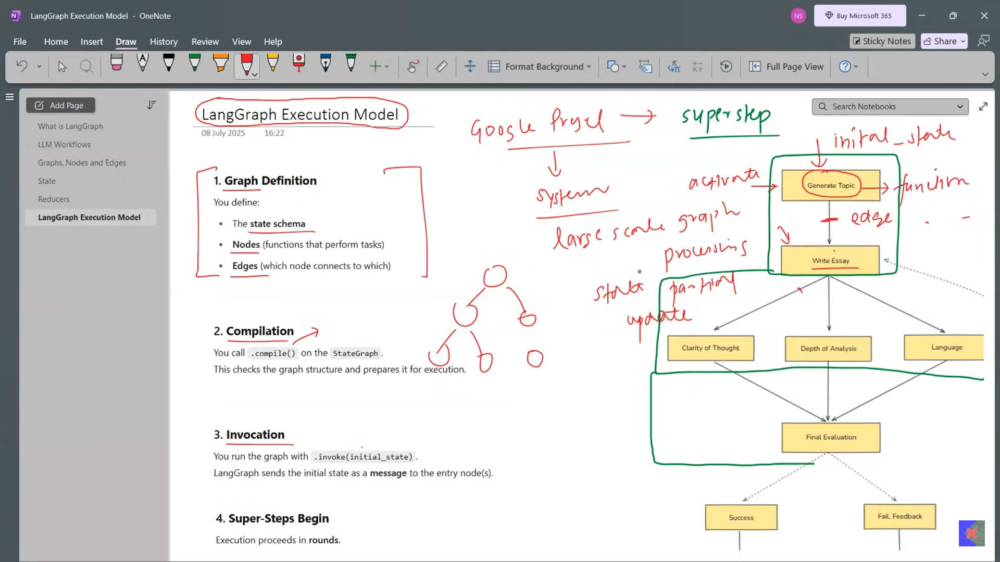 LangGraph Execution Model - OneNote
NS
Buy Microsoft 365
File Home Insert Draw History Review View Help
Sticky Notes
Share
Format Background
Full Page View
Add Page
What is LangGraph
LLM Workflows
Graphs, Nodes and Edges
State
Reducers
LangGraph Execution Model
Search Notebooks
LangGraph Execution Model
08 July 2025 16:22
Google → superstep
system
large scale graph
processing
state partial
update
initial_state
activate
function
edge
1. Graph Definition
You define:
• The state schema
• Nodes (functions that perform tasks)
• Edges (which node connects to which)
2. Compilation
You call .compile() on the StateGraph.
This checks the graph structure and prepares it for execution.
3. Invocation
You run the graph with .invoke(initial_state).
LangGraph sends the initial state as a message to the entry node(s).
4. Super-Steps Begin
Execution proceeds in rounds.
Generate Topic
Write Essay
Clarity of Thought
Depth of Analysis
Language
Final Evaluation
Success
Fail, Feedback